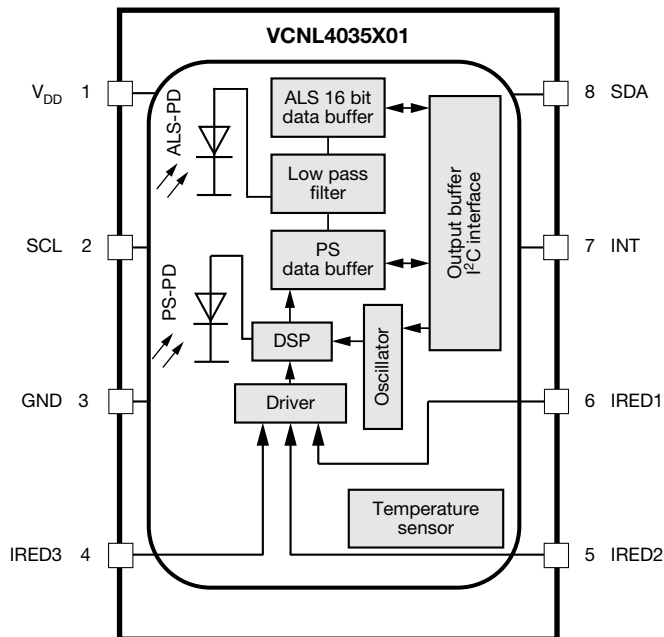 VCNL4035X01
VDD 1
8 SDA
ALS-PD
ALS 16 bit
data buffer
Low pass
filter
Output buffer
I²C interface
SCL 2
7 INT
PS-PD
PS
data buffer
DSP
Oscillator
GND 3
Driver
6 IRED1
Temperature
sensor
IRED3 4
5 IRED2